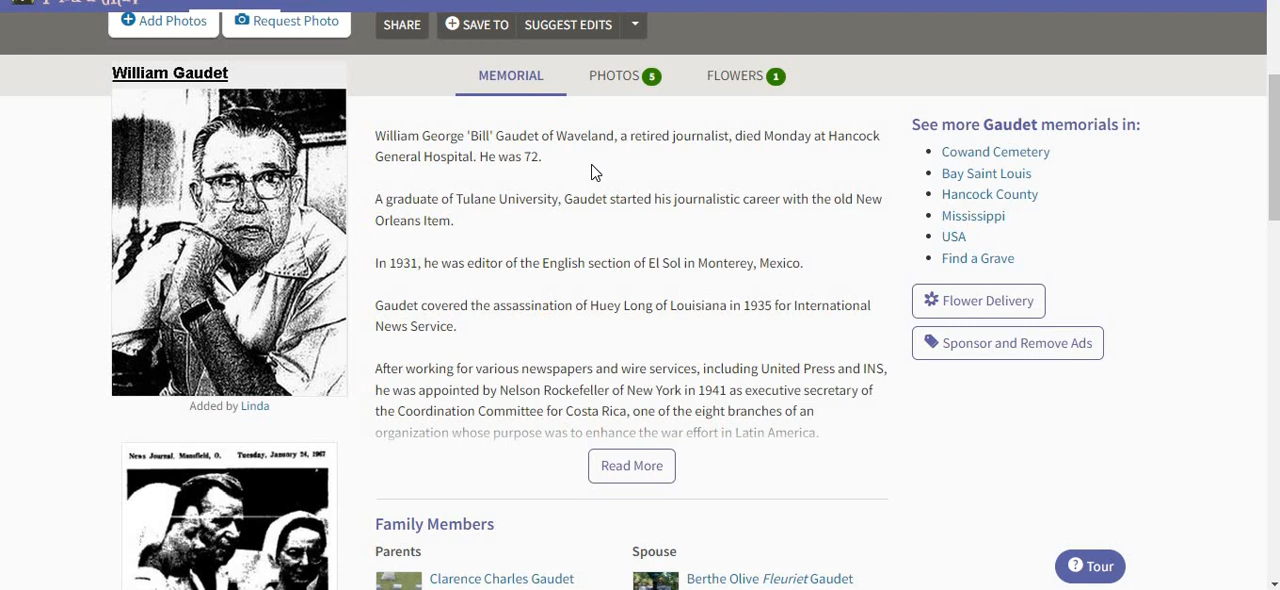 Add Photos
Request Photo
SHARE
SAVE TO
SUGGEST EDITS
William Gaudet
MEMORIAL
PHOTOS 5
FLOWERS 1
William George 'Bill' Gaudet of Waveland, a retired journalist, died Monday at Hancock
General Hospital. He was 72.
A graduate of Tulane University, Gaudet started his journalistic career with the old New
Orleans Item.
In 1931, he was editor of the English section of El Sol in Monterey, Mexico.
Gaudet covered the assassination of Huey Long of Louisiana in 1935 for International
News Service.
After working for various newspapers and wire services, including United Press and INS,
he was appointed by Nelson Rockefeller of New York in 1941 as executive secretary of
the Coordination Committee for Costa Rica, one of the eight branches of an
organization whose purpose was to enhance the war effort in Latin America.
Read More
Added by Linda
News Journal, Mansfield, O. Tuesday, January 24, 1967
Family Members
Parents
Spouse
Clarence Charles Gaudet
Berthe Olive Fleuriet Gaudet
See more Gaudet memorials in:
Cowand Cemetery
Bay Saint Louis
Hancock County
Mississippi
USA
Find a Grave
Flower Delivery
Sponsor and Remove Ads
Tour